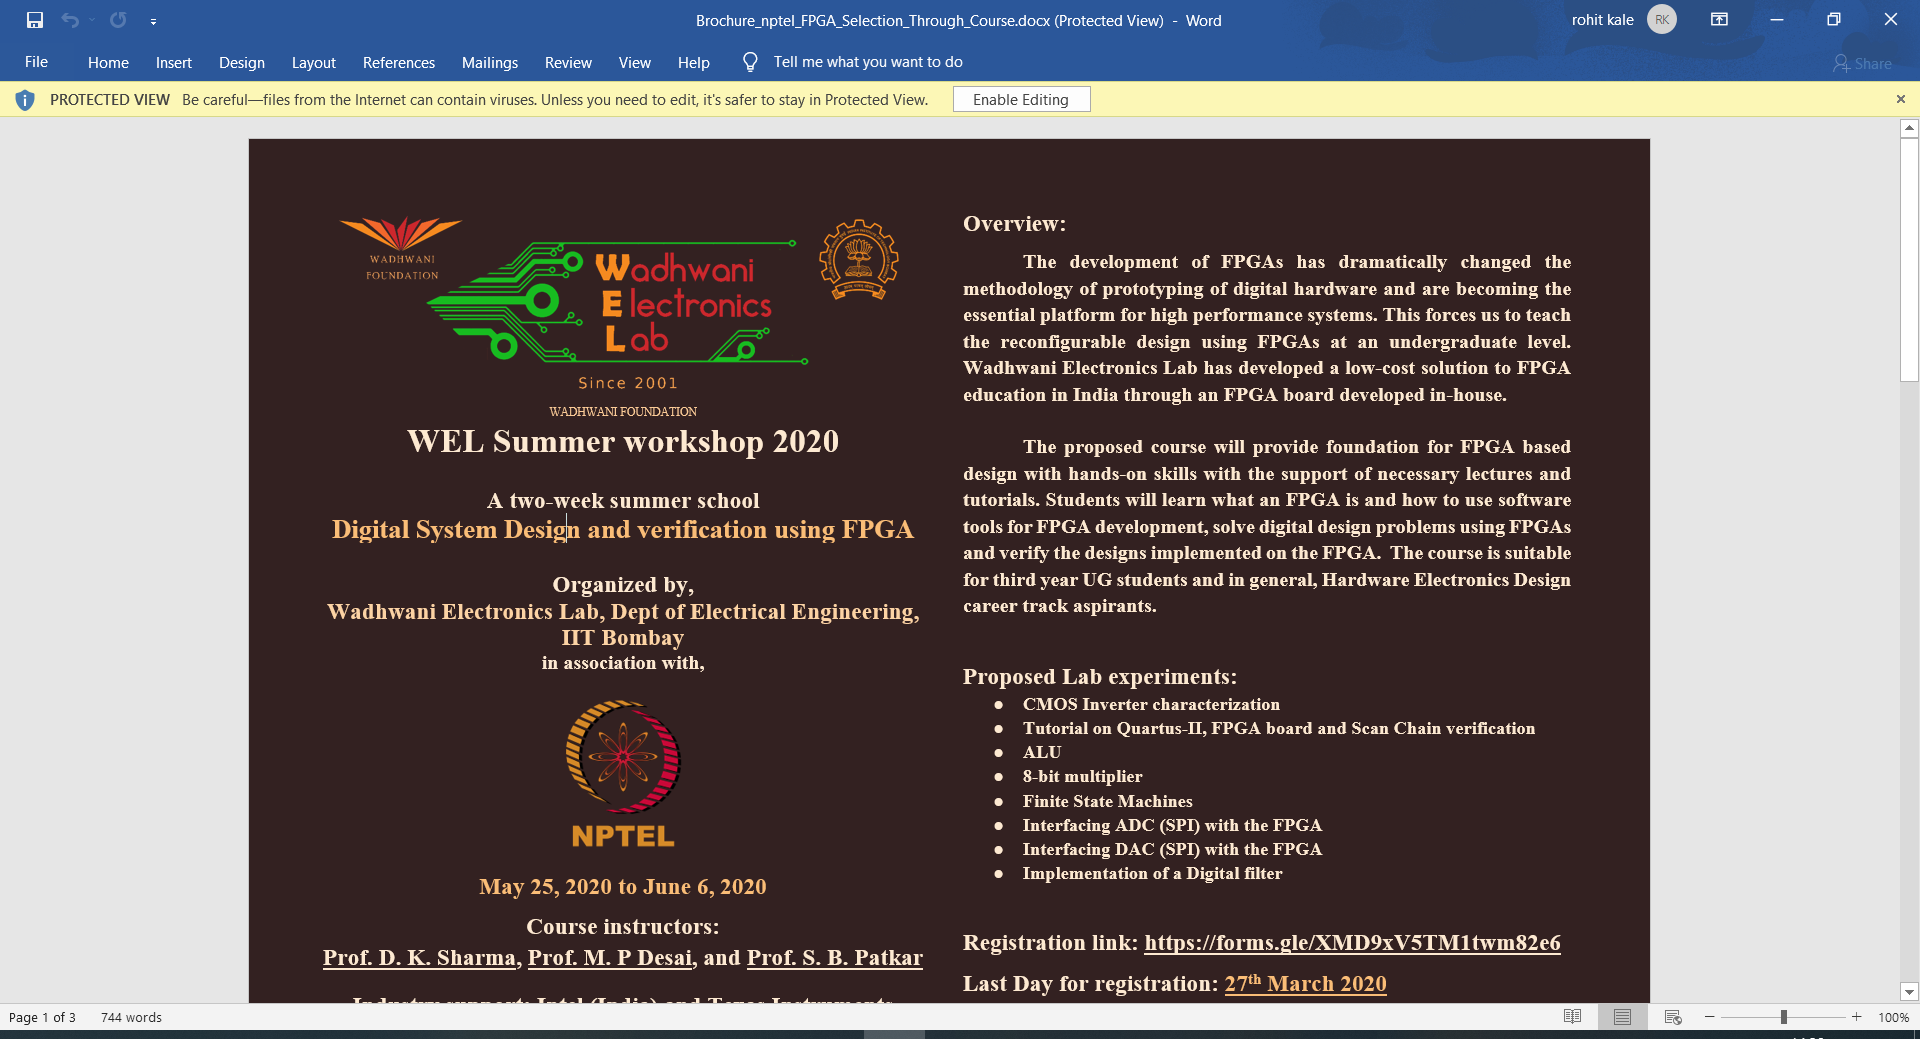 Brochure_nptel_FPGA_Selection_Through_Course.docx (Protected View) - Word
rohit kale
RK
File
Home
Insert
Design
Layout
References
Mailings
Review
View
Help
Tell me what you want to do
Share
PROTECTED VIEW Be careful—files from the Internet can contain viruses. Unless you need to edit, it's safer to stay in Protected View.
Enable Editing
WADHWANI
FOUNDATION
Wadhwani
Electronics
Lab
Since 2001
WADHWANI FOUNDATION
WEL Summer workshop 2020
A two-week summer school
Digital System Design and verification using FPGA
Organized by,
Wadhwani Electronics Lab, Dept of Electrical Engineering,
IIT Bombay
in association with,
NPTEL
May 25, 2020 to June 6, 2020
Course instructors:
Prof. D. K. Sharma, Prof. M. P Desai, and Prof. S. B. Patkar
Industry support: Intel (India) and Texas Instruments
Overview:
The development of FPGAs has dramatically changed the
methodology of prototyping of digital hardware and are becoming the
essential platform for high performance systems. This forces us to teach
the reconfigurable design using FPGAs at an undergraduate level.
Wadhwani Electronics Lab has developed a low-cost solution to FPGA
education in India through an FPGA board developed in-house.
The proposed course will provide foundation for FPGA based
design with hands-on skills with the support of necessary lectures and
tutorials. Students will learn what an FPGA is and how to use software
tools for FPGA development, solve digital design problems using FPGAs
and verify the designs implemented on the FPGA. The course is suitable
for third year UG students and in general, Hardware Electronics Design
career track aspirants.
Proposed Lab experiments:
● CMOS Inverter characterization
● Tutorial on Quartus-II, FPGA board and Scan Chain verification
● ALU
● 8-bit multiplier
● Finite State Machines
● Interfacing ADC (SPI) with the FPGA
● Interfacing DAC (SPI) with the FPGA
● Implementation of a Digital filter
Registration link: https://forms.gle/XMD9xV5TM1twm82e6
Last Day for registration: 27th March 2020
Page 1 of 3
744 words
100%